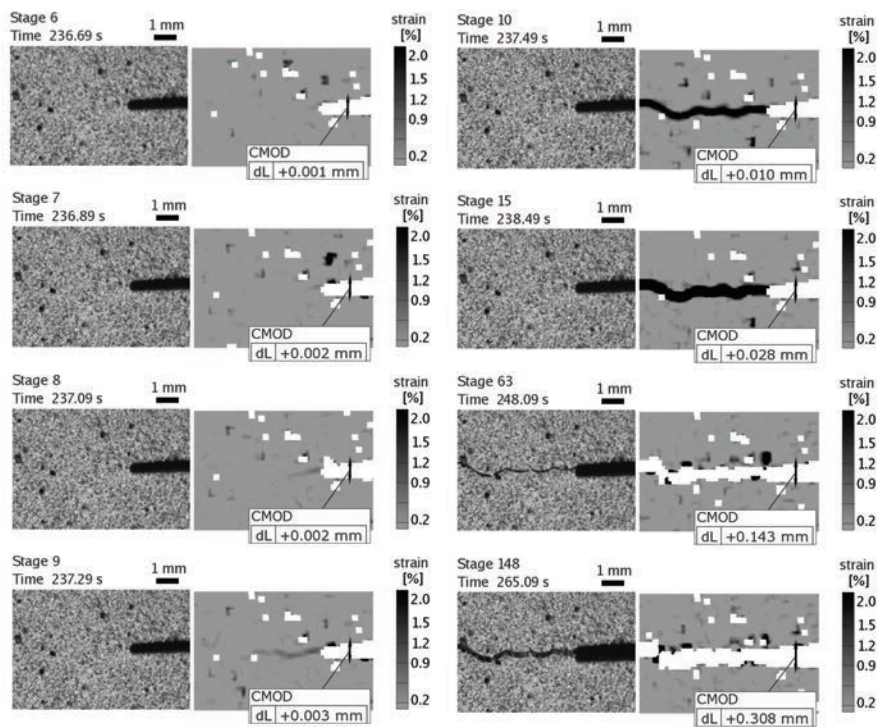 Stage 6
Time 236.69 s
1 mm
strain
[%]
2.0
1.5
1.2
0.9
0.2
CMOD
dL +0.001 mm
Stage 7
Time 236.89 s
1 mm
strain
[%]
2.0
1.5
1.2
0.9
0.2
CMOD
dL +0.002 mm
Stage 8
Time 237.09 s
1 mm
strain
[%]
2.0
1.5
1.2
0.9
0.2
CMOD
dL +0.002 mm
Stage 9
Time 237.29 s
1 mm
strain
[%]
2.0
1.5
1.2
0.9
0.2
CMOD
dL +0.003 mm
Stage 10
Time 237.49 s
1 mm
strain
[%]
2.0
1.5
1.2
0.9
0.2
CMOD
dL +0.010 mm
Stage 15
Time 238.49 s
1 mm
strain
[%]
2.0
1.5
1.2
0.9
0.2
CMOD
dL +0.028 mm
Stage 63
Time 248.09 s
1 mm
strain
[%]
2.0
1.5
1.2
0.9
0.2
CMOD
dL +0.143 mm
Stage 148
Time 265.09 s
1 mm
strain
[%]
2.0
1.5
1.2
0.9
0.2
CMOD
dL +0.308 mm